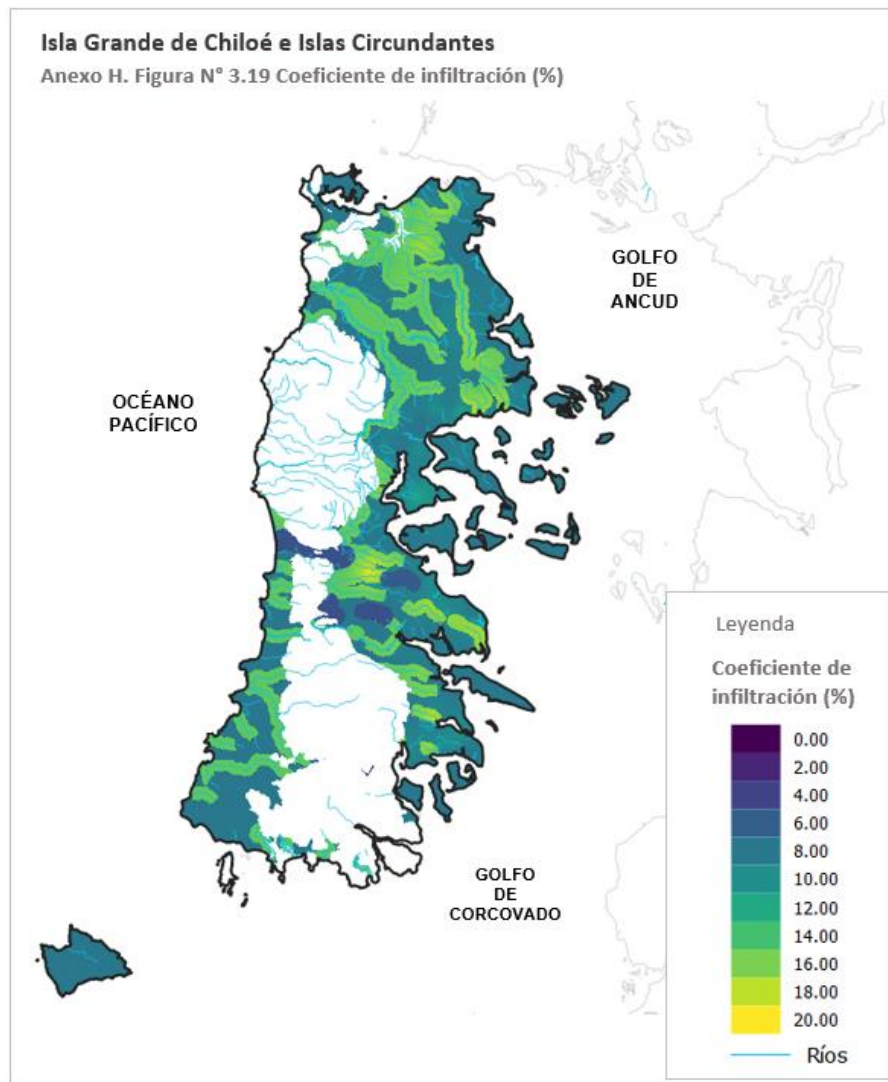 Isla Grande de Chiloé e Islas Circundantes
Anexo H. Figura N° 3.19 Coeficiente de infiltración (%)
GOLFO
DE
ANCUD
OCÉANO
PACÍFICO
GOLFO
DE
CORCOVADO
Leyenda
Coeficiente de
infiltración (%)
0.00
2.00
4.00
6.00
8.00
10.00
12.00
14.00
16.00
18.00
20.00
Ríos